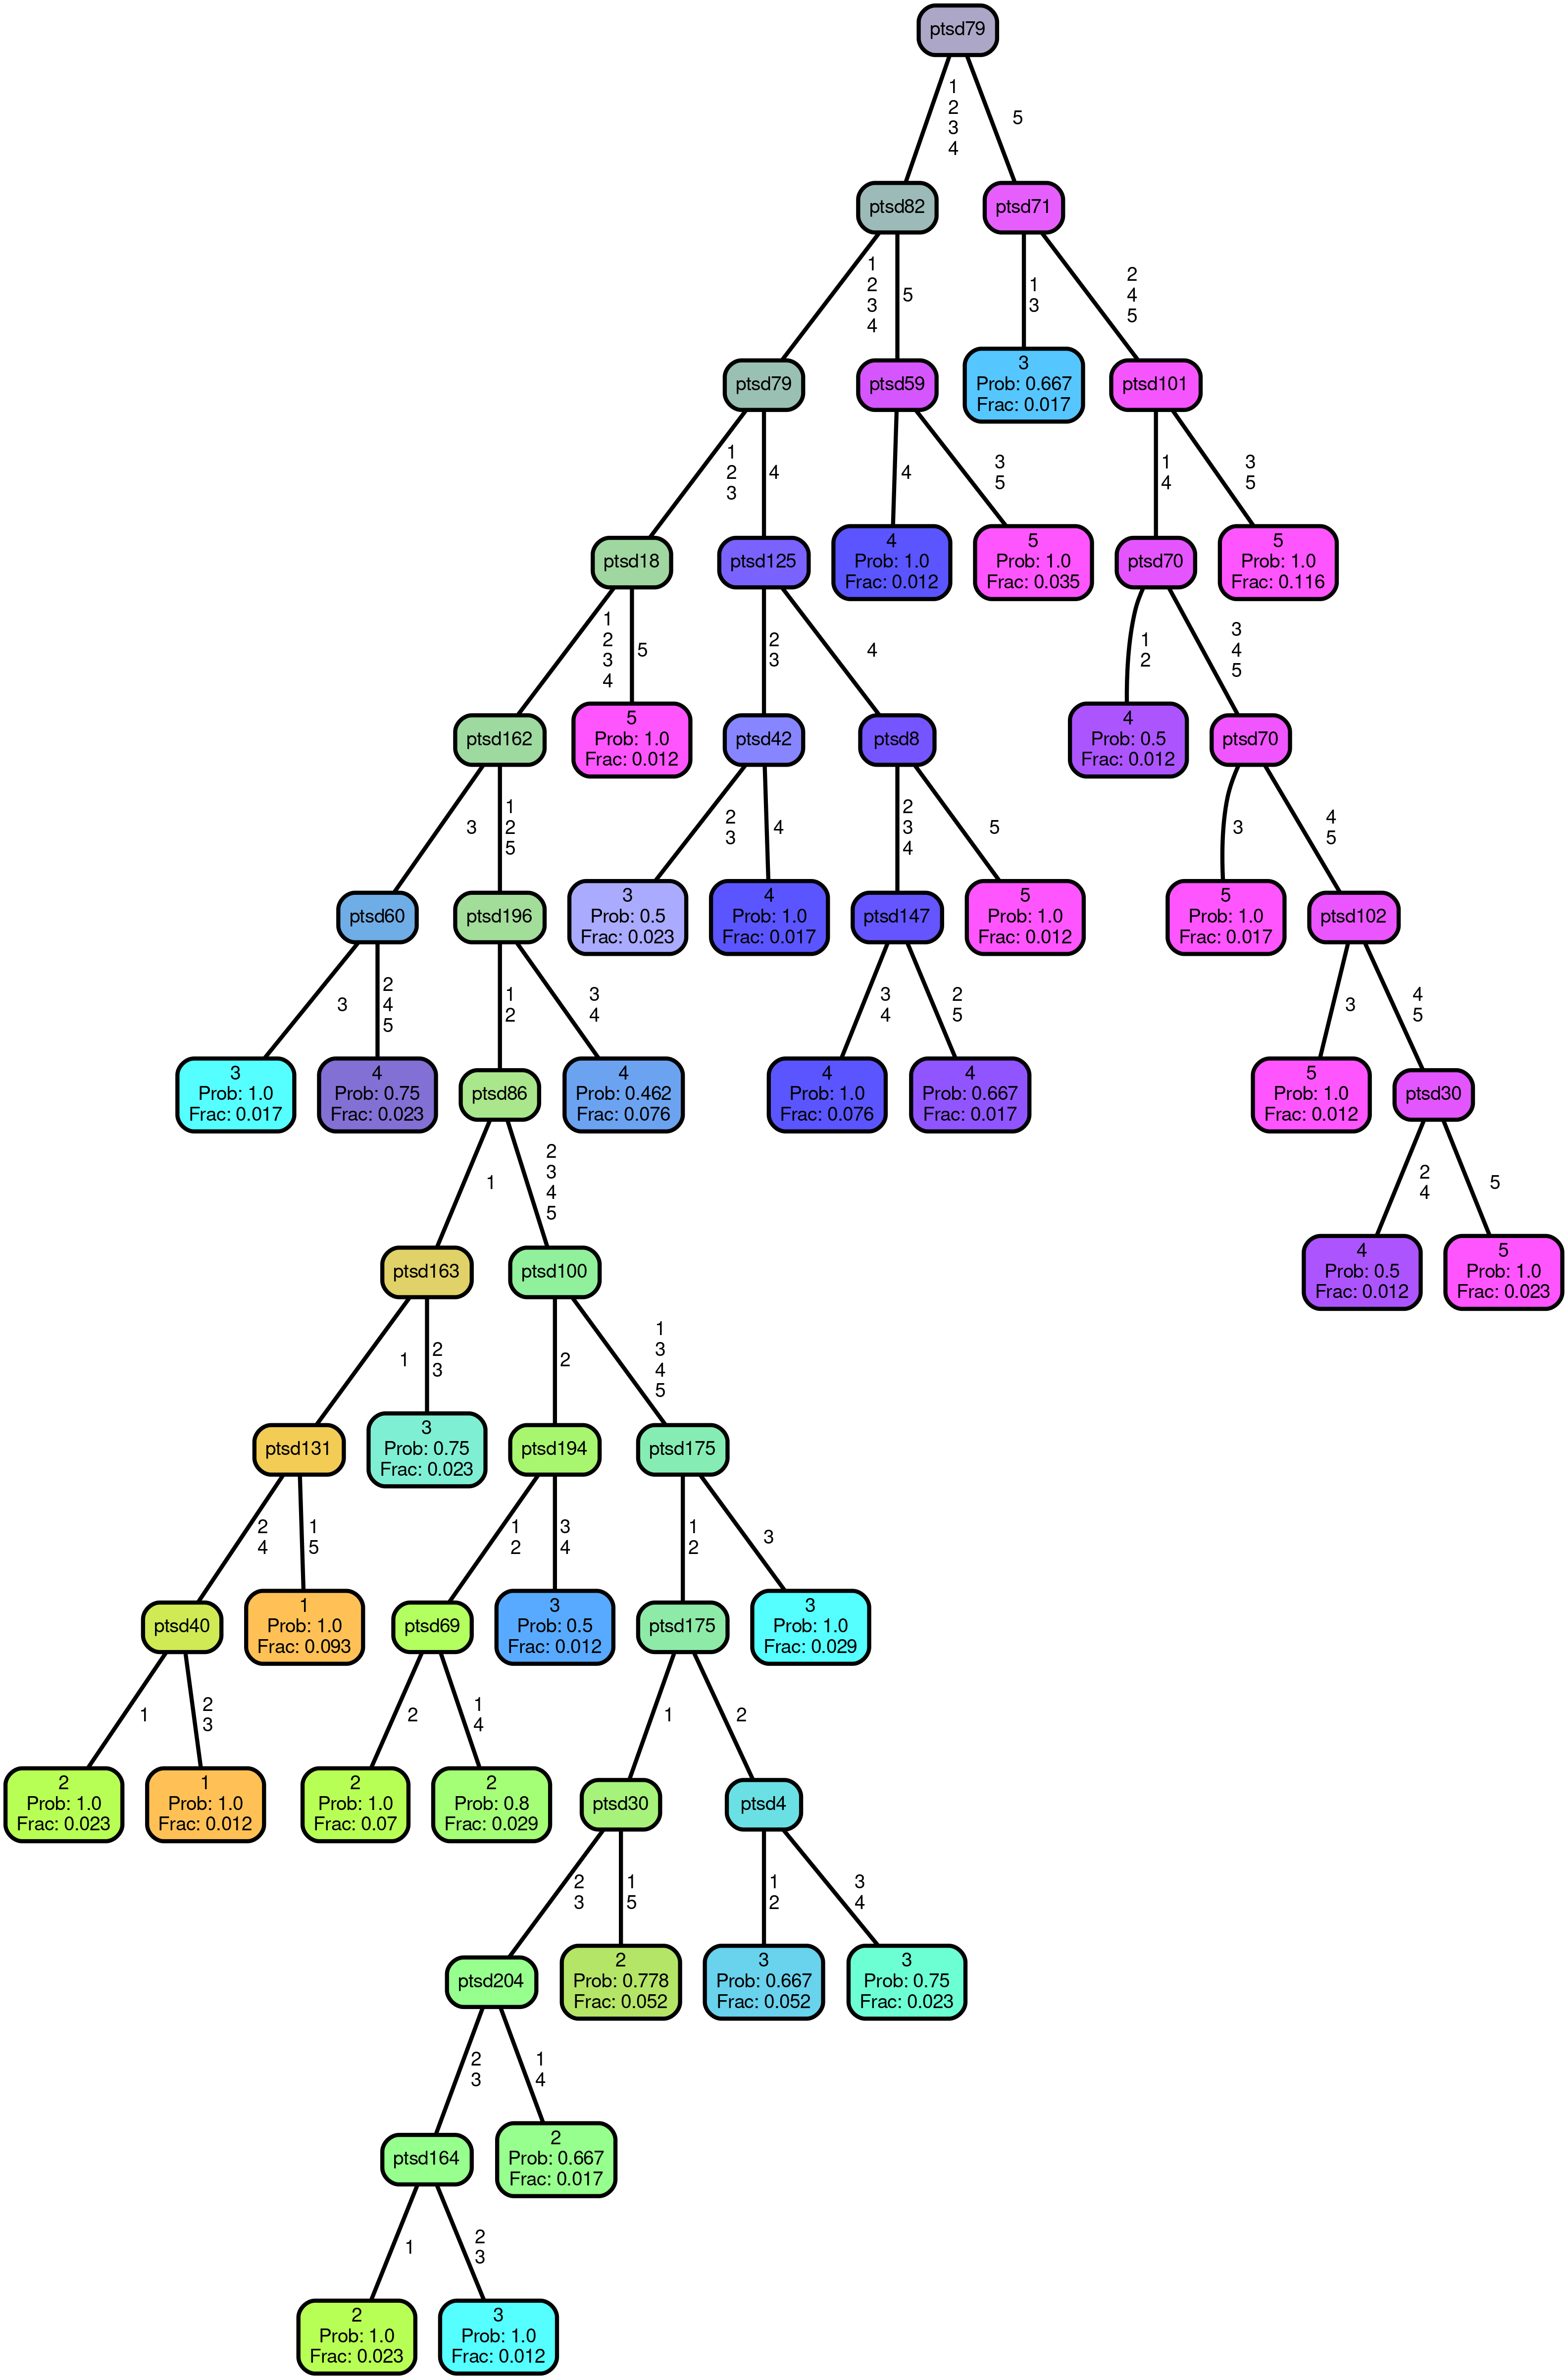 ptsd79
1
2
3
4
5
ptsd82
ptsd71
1
2
3
4
5
1
3
2
4
5
ptsd79
ptsd59
3
Prob: 0.667
Frac: 0.017
ptsd101
1
2
3
4
4
3
5
1
4
3
5
ptsd18
ptsd125
4
Prob: 1.0
Frac: 0.012
5
Prob: 1.0
Frac: 0.035
ptsd70
5
Prob: 1.0
Frac: 0.116
1
2
3
4
5
2
3
4
1
2
3
4
5
ptsd162
5
Prob: 1.0
Frac: 0.012
ptsd42
ptsd8
4
Prob: 0.5
Frac: 0.012
ptsd70
3
1
2
5
2
3
4
2
3
4
5
3
4
5
ptsd60
ptsd196
3
Prob: 0.5
Frac: 0.023
4
Prob: 1.0
Frac: 0.017
ptsd147
5
Prob: 1.0
Frac: 0.012
5
Prob: 1.0
Frac: 0.017
ptsd102
3
2
4
5
1
2
3
4
3
4
2
5
3
4
5
3
Prob: 1.0
Frac: 0.017
4
Prob: 0.75
Frac: 0.023
ptsd86
4
Prob: 0.462
Frac: 0.076
4
Prob: 1.0
Frac: 0.076
4
Prob: 0.667
Frac: 0.017
5
Prob: 1.0
Frac: 0.012
ptsd30
1
2
3
4
5
2
4
5
ptsd163
ptsd100
4
Prob: 0.5
Frac: 0.012
5
Prob: 1.0
Frac: 0.023
1
2
3
2
1
3
4
5
ptsd131
3
Prob: 0.75
Frac: 0.023
ptsd194
ptsd175
2
4
1
5
1
2
3
4
1
2
3
ptsd40
1
Prob: 1.0
Frac: 0.093
ptsd69
3
Prob: 0.5
Frac: 0.012
ptsd175
3
Prob: 1.0
Frac: 0.029
1
2
3
2
1
4
1
2
2
Prob: 1.0
Frac: 0.023
1
Prob: 1.0
Frac: 0.012
2
Prob: 1.0
Frac: 0.07
2
Prob: 0.8
Frac: 0.029
ptsd30
ptsd4
2
3
1
5
1
2
3
4
ptsd204
2
Prob: 0.778
Frac: 0.052
3
Prob: 0.667
Frac: 0.052
3
Prob: 0.75
Frac: 0.023
2
3
1
4
ptsd164
2
Prob: 0.667
Frac: 0.017
1
2
3
2
Prob: 1.0
Frac: 0.023
3
Prob: 1.0
Frac: 0.012